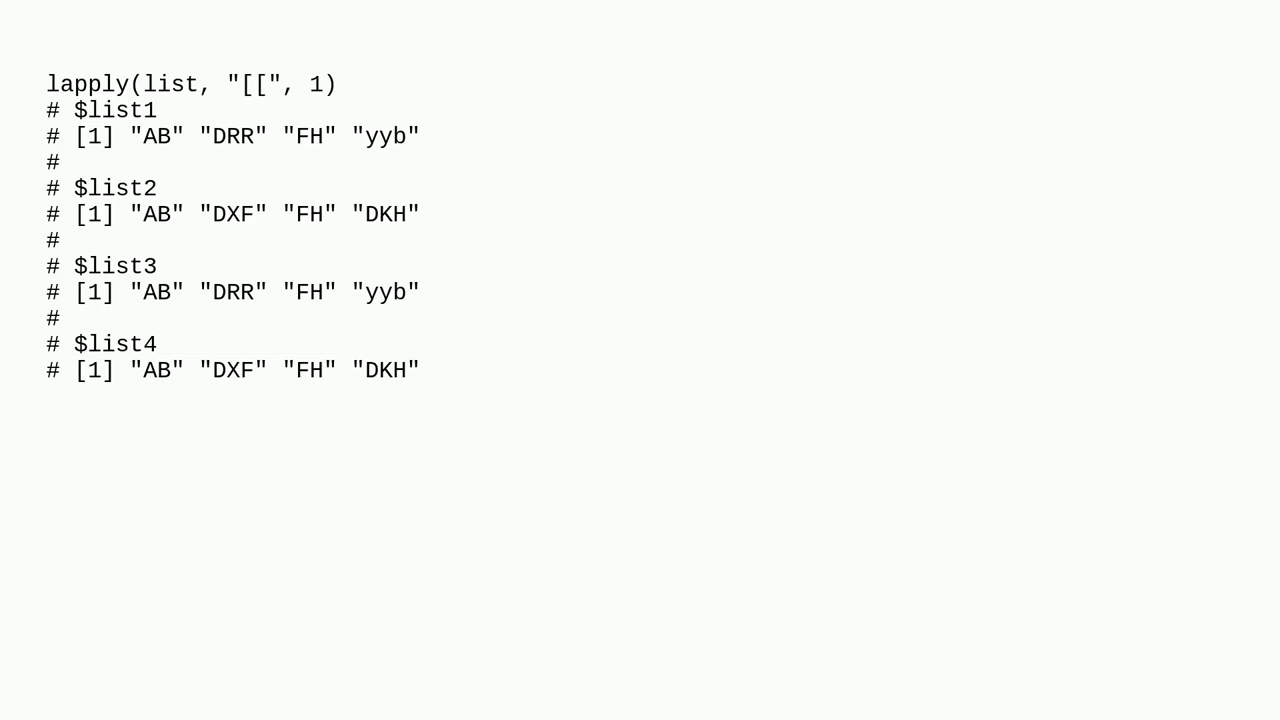 lapply(list, "[[", 1)
# $list1
# [1] "AB" "DRR" "FH" "yyb"
#
# $list2
# [1] "AB" "DXF" "FH" "DKH"
#
# $list3
# [1] "AB" "DRR" "FH" "yyb"
#
# $list4
# [1] "AB" "DXF" "FH" "DKH"